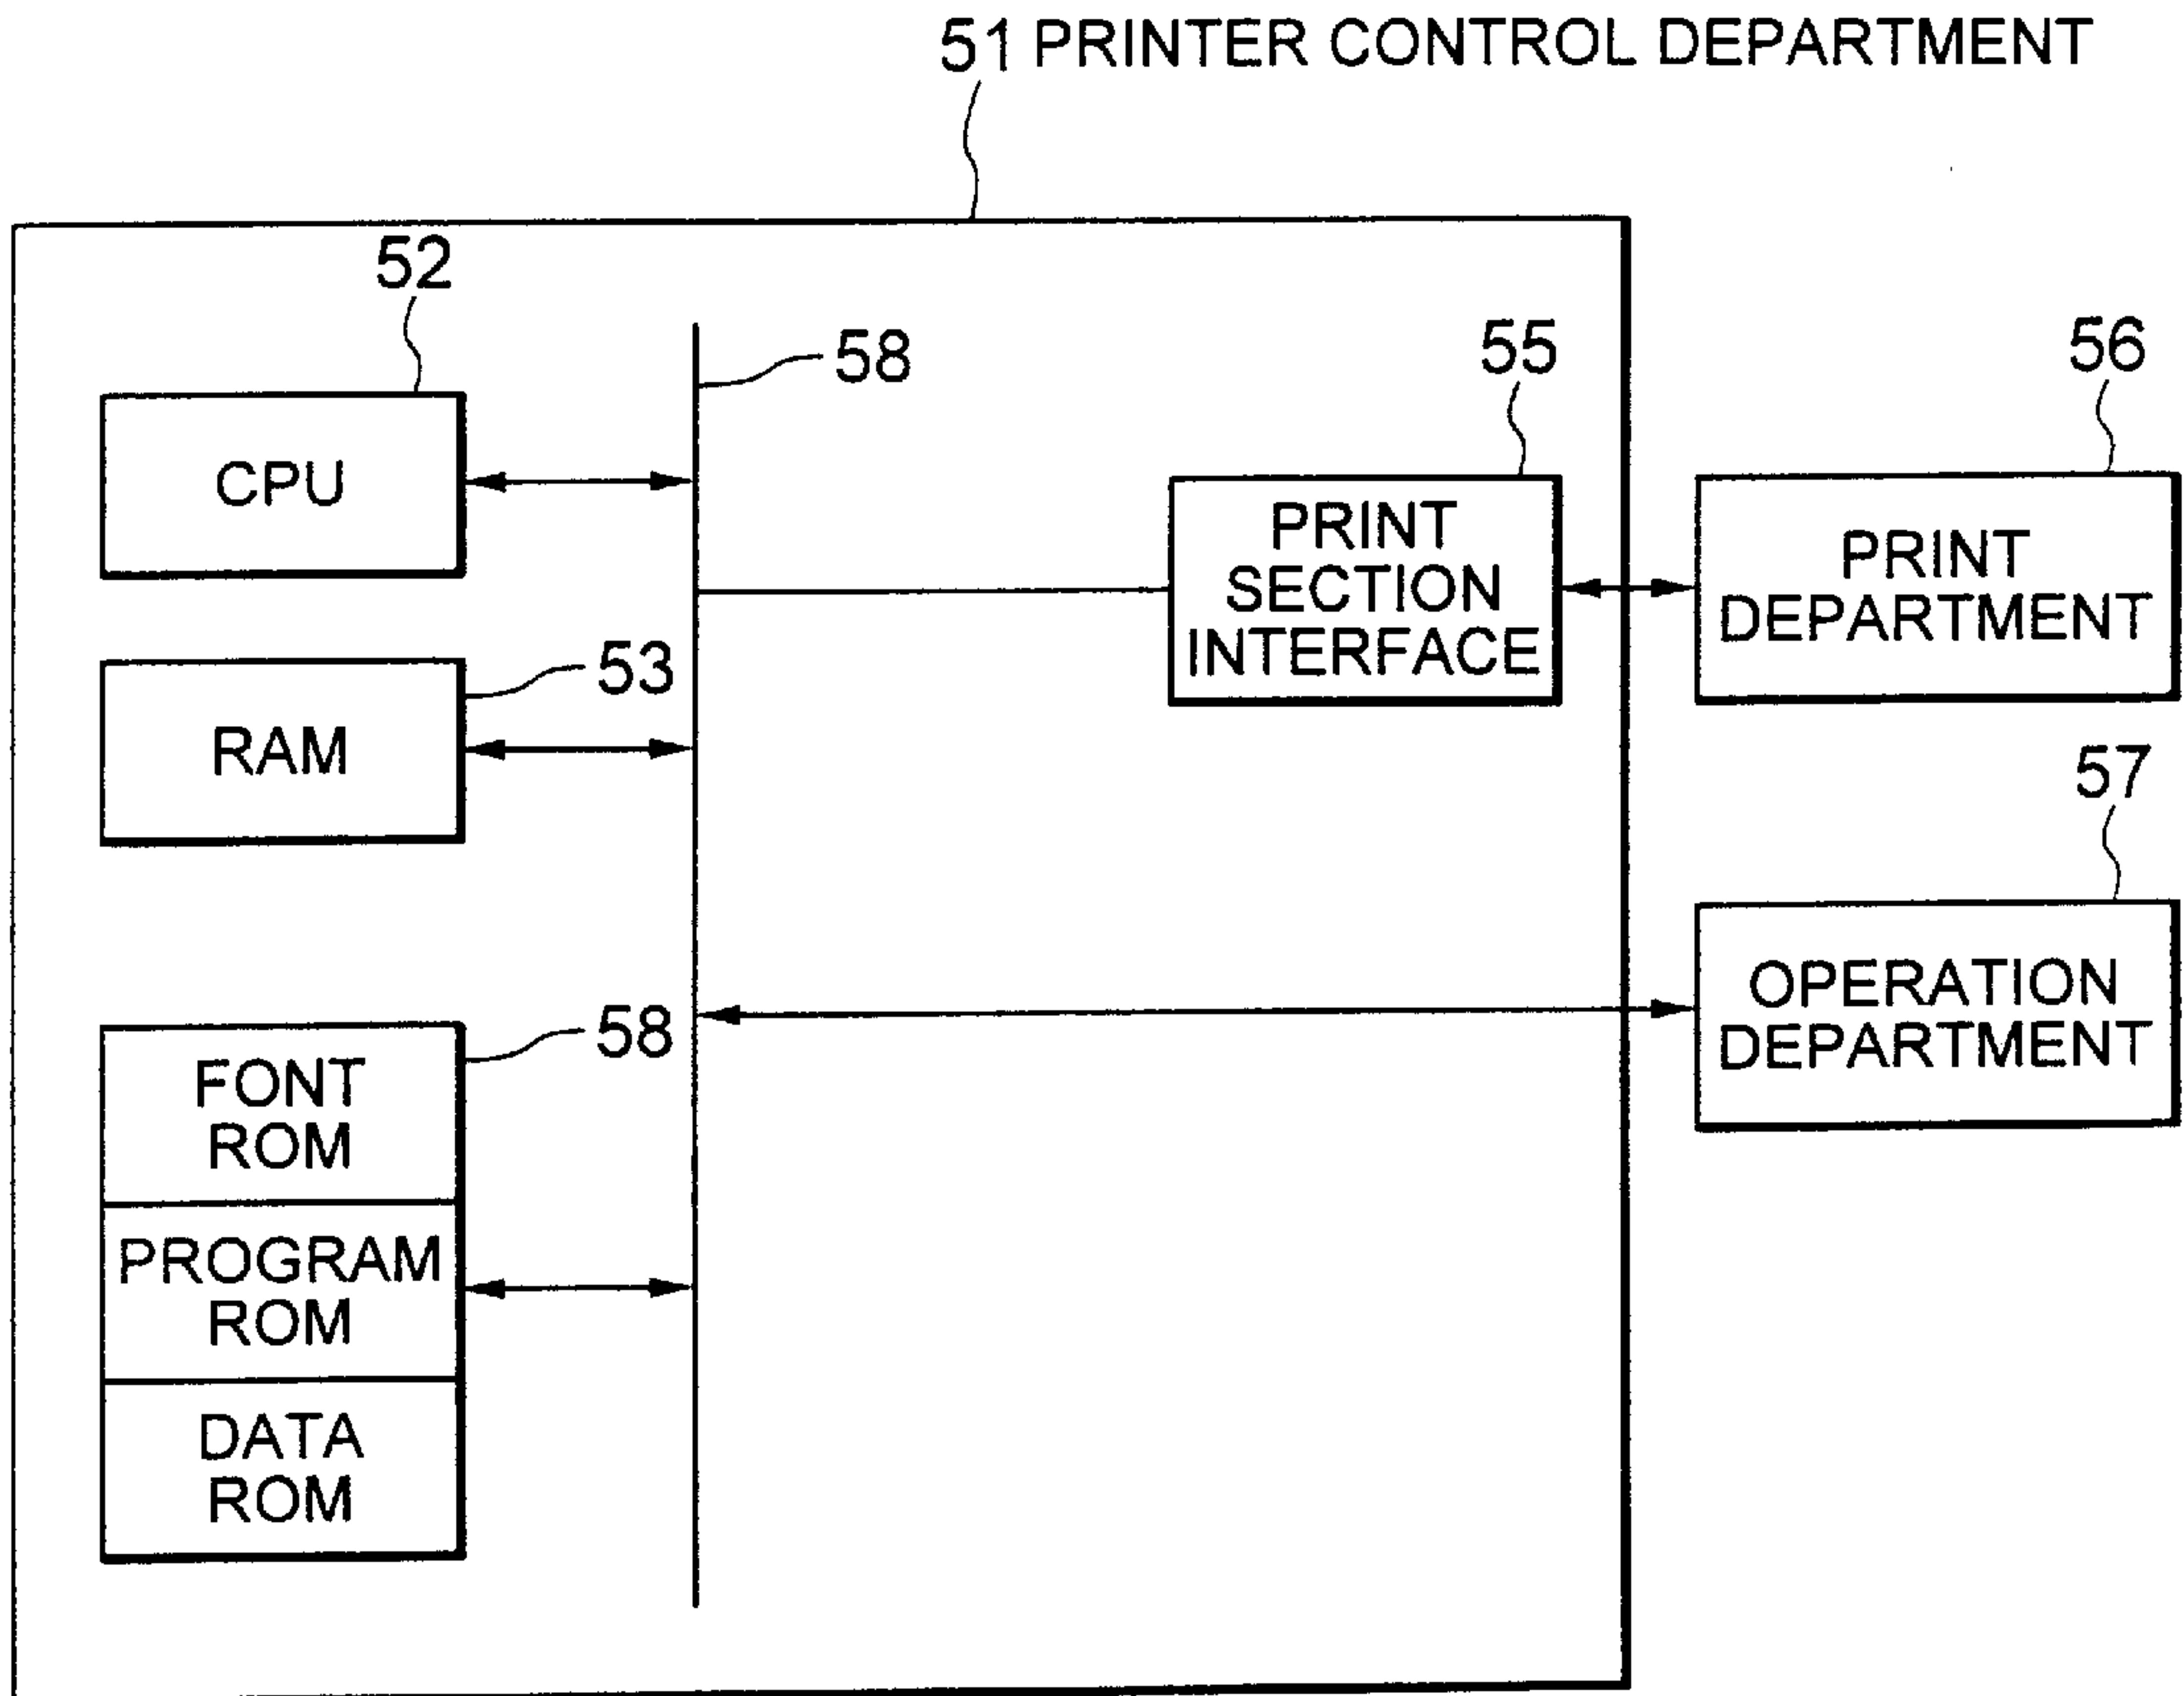 51 PRINTER CONTROL DEPARTMENT
52
58
55
56
CPU
PRINT
SECTION
INTERFACE
PRINT
DEPARTMENT
53
RAM
57
OPERATION
DEPARTMENT
58
FONT
ROM
PROGRAM
ROM
DATA
ROM